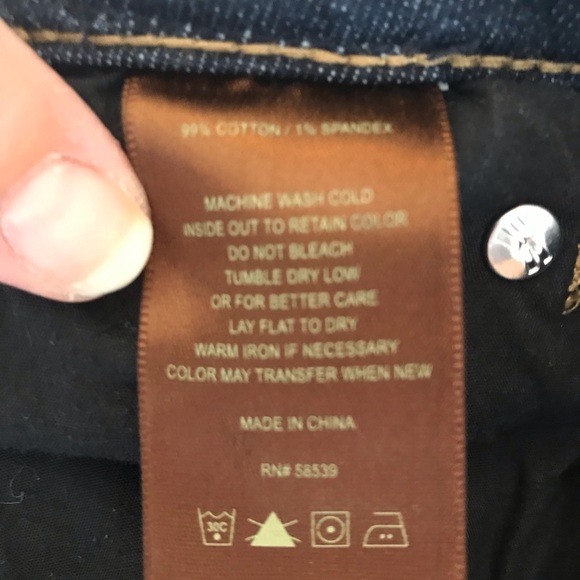 99% COTTON / 1% SPANDEX
MACHINE WASH COLD
INSIDE OUT TO RETAIN COLOR
DO NOT BLEACH
TUMBLE DRY LOW
OR FOR BETTER CARE
LAY FLAT TO DRY
WARM IRON IF NECESSARY
COLOR MAY TRANSFER WHEN NEW
MADE IN CHINA
RN# 58539
30C